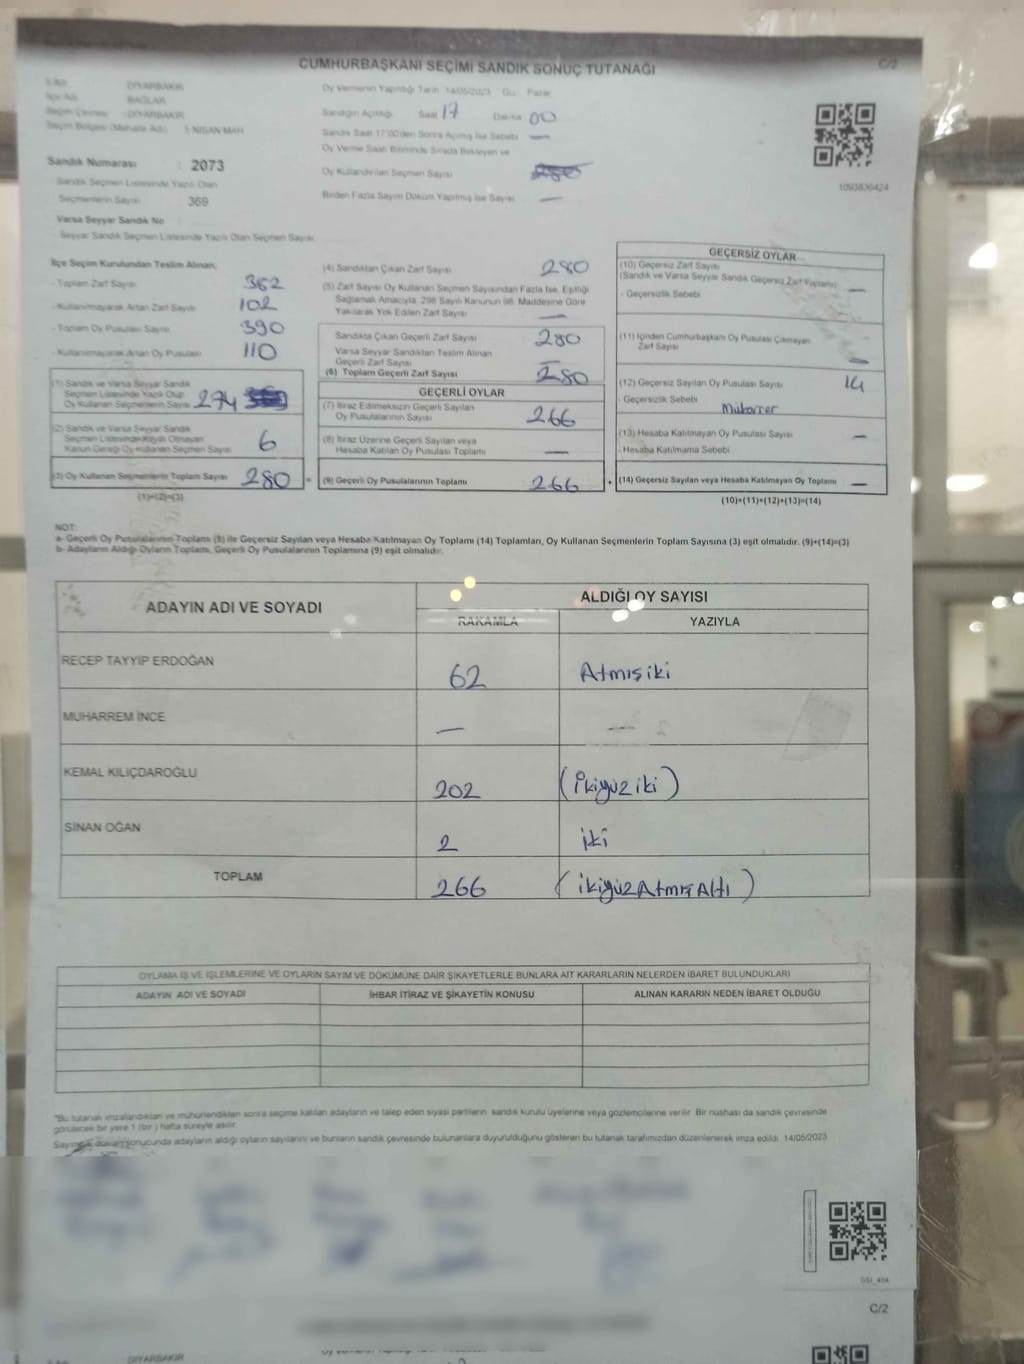 CUMHURBAŞKANI SEÇİMİ SANDIK SONUÇ TUTANAĞI
C/2
DİYARBAKIR
BAĞLAR
Seçim Çevresi : DİYARBAKIR
Seçim Bölgesi (Mahalle Adı) : 5 NİSAN MAH
Sandık Numarası : 2073
Sandık Seçmen Listesinde Yazılı Olan
Seçmenlerin Sayısı 369
Varsa Seyyar Sandık No
- Seyyar Sandık Seçmen Listesinde Yazılı Olan Seçmen Sayısı:
Oy Vermenin Yapıldığı Tarih 14/05/2023 Gü: Pazar
Sandığın Açıldığı Saat 17 Dakika 00
Sandık Saat 17:00'den Sonra Açılmış İse Sebebi —
Oy Verme Saati Bitiminde Sırada Bekleyen ve
Oy Kullandırılan Seçmen Sayısı
Birden Fazla Sayım Döküm Yapılmış İse Sayısı —
1093836424
İlçe Seçim Kurulundan Teslim Alınan;
- Toplam Zarf Sayısı 362
- Kullanılmayarak Artan Zarf Sayısı 102
- Toplam Oy Pusulası Sayısı 390
- Kullanılmayarak Artan Oy Pusulası 110
(1) Sandık ve Varsa Seyyar Sandık
Seçmen Listesinde Yazılı Olup
Oy Kullanan Seçmenlerin Sayısı 274
(2) Sandık ve Varsa Seyyar Sandık
Seçmen Listesinde Kayıtlı Olmayan
Kanun Gereği Oy Kullanan Seçmen Sayısı 6
(3) Oy Kullanan Seçmenlerin Toplam Sayısı 280 =
(1)+(2)=(3)
(4) Sandıktan Çıkan Zarf Sayısı 280
(5) Zarf Sayısı Oy Kullanan Seçmen Sayısından Fazla İse, Eşitliği
Sağlamak Amacıyla, 298 Sayılı Kanunun 98. Maddesine Göre
Yakılarak Yok Edilen Zarf Sayısı —
Sandıkta Çıkan Geçerli Zarf Sayısı 280
Varsa Seyyar Sandıktan Teslim Alınan
Geçerli Zarf Sayısı —
(6) Toplam Geçerli Zarf Sayısı 280
GEÇERLİ OYLAR
(7) İtiraz Edilmeksizin Geçerli Sayılan
Oy Pusulalarının Sayısı 266
(8) İtiraz Üzerine Geçerli Sayılan veya
Hesaba Katılan Oy Pusulası Toplamı —
(9) Geçerli Oy Pusulalarının Toplamı 266 +
GEÇERSİZ OYLAR
(10) Geçersiz Zarf Sayısı
(Sandık ve Varsa Seyyar Sandık Geçersiz Zarf Toplamı) —
- Geçersizlik Sebebi
(11) İçinden Cumhurbaşkanı Oy Pusulası Çıkmayan
Zarf Sayısı —
(12) Geçersiz Sayılan Oy Pusulası Sayısı 14
- Geçersizlik Sebebi Mükerrer
(13) Hesaba Katılmayan Oy Pusulası Sayısı —
- Hesaba Katılmama Sebebi
(14) Geçersiz Sayılan veya Hesaba Katılmayan Oy Toplamı —
(10)+(11)+(12)+(13)=(14)
NOT:
a- Geçerli Oy Pusulalarının Toplamı (9) ile Geçersiz Sayılan veya Hesaba Katılmayan Oy Toplamı (14) Toplamları, Oy Kullanan Seçmenlerin Toplam Sayısına (3) eşit olmalıdır. (9)+(14)=(3)
b- Adayların Aldığı Oyların Toplamı, Geçerli Oy Pusulalarının Toplamına (9) eşit olmalıdır.
ADAYIN ADI VE SOYADI
ALDIĞI OY SAYISI
RAKAMLA YAZIYLA
RECEP TAYYİP ERDOĞAN 62 Atmış iki
MUHARREM İNCE — —
KEMAL KILIÇDAROĞLU 202 (İkiyüz iki)
SİNAN OĞAN 2 iki
TOPLAM 266 (ikiyüz Atmış Altı)
OYLAMA İŞ VE İŞLEMLERİNE VE OYLARIN SAYIM VE DÖKÜMÜNE DAİR ŞİKAYETLERLE BUNLARA AİT KARARLARIN NELERDEN İBARET BULUNDUKLARI
ADAYIN ADI VE SOYADI İHBAR İTİRAZ VE ŞİKAYETİN KONUSU ALINAN KARARIN NEDEN İBARET OLDUĞU
*Bu tutanak imzalandıktan ve mühürlendikten sonra seçime katılan adayların ve talep eden siyasi partilerin sandık kurulu üyelerine veya gözlemcilerine verilir. Bir nüshası da sandık çevresinde
görülecek bir yere 1 (bir) hafta süreyle asılır.
Sayım ve döküm sonucunda adayların aldığı oyların sayılarını ve bunların sandık çevresinde bulunanlara duyurulduğunu gösteren bu tutanak tarafımızdan düzenlenerek imza edildi. 14/05/2023
C/2
DİYARBAKIR